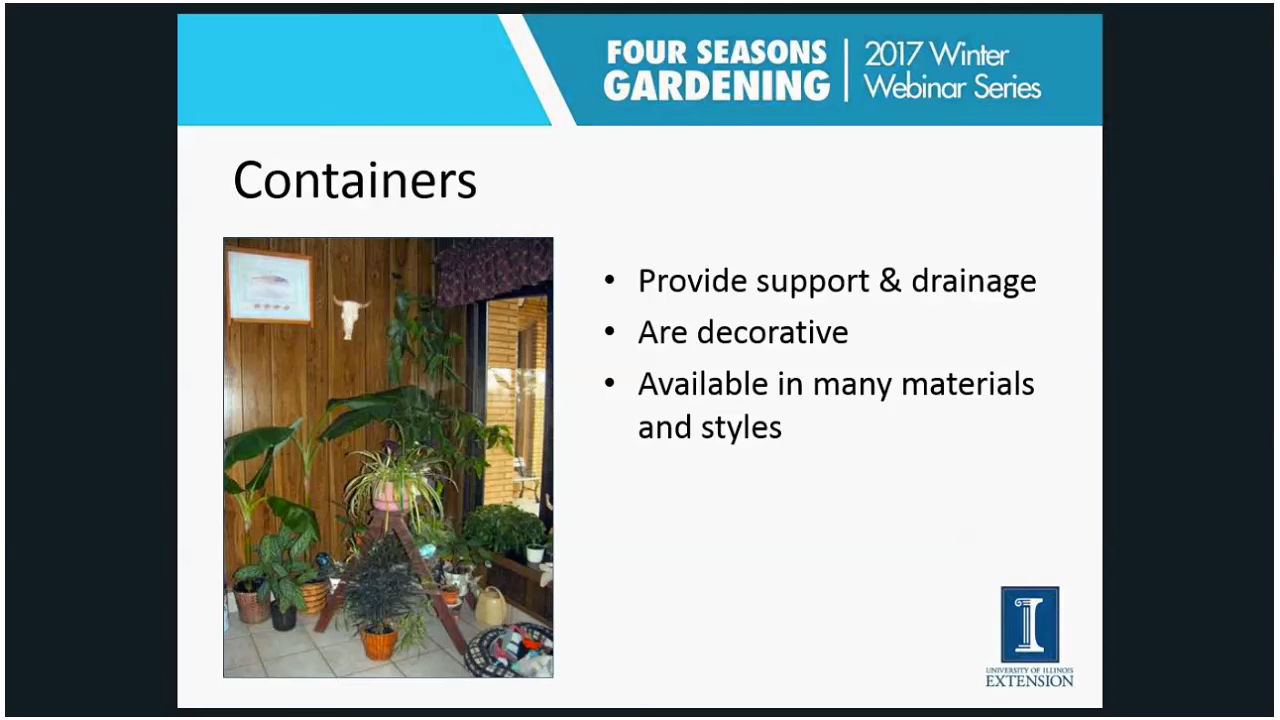 FOUR SEASONS
GARDENING
2017 Winter
Webinar Series
Containers
• Provide support & drainage
• Are decorative
• Available in many materials
and styles
I
UNIVERSITY OF ILLINOIS
EXTENSION